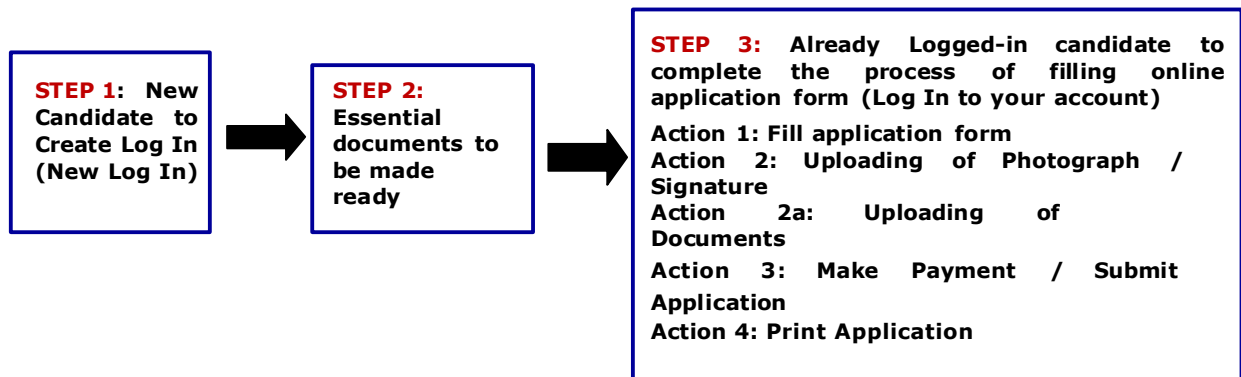 STEP 1: New
Candidate to
Create Log In
(New Log In)
STEP 2:
Essential
documents to
be made
ready
STEP 3: Already Logged-in candidate to
complete the process of filling online
application form (Log In to your account)
Action 1: Fill application form
Action 2: Uploading of Photograph /
Signature
Action 2a: Uploading of
Documents
Action 3: Make Payment / Submit
Application
Action 4: Print Application